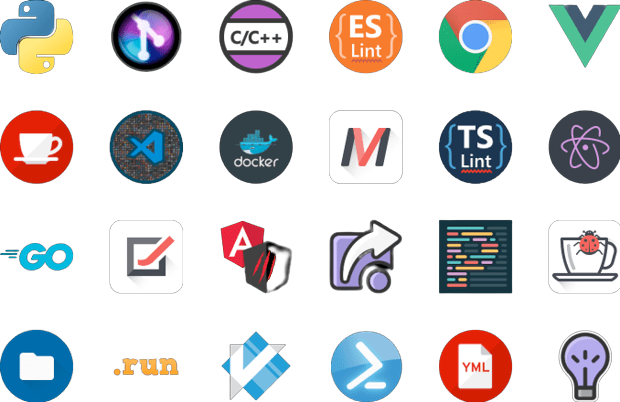 C/C++
ES
Lint
docker
M
TS
Lint
GO
A
.run
YML